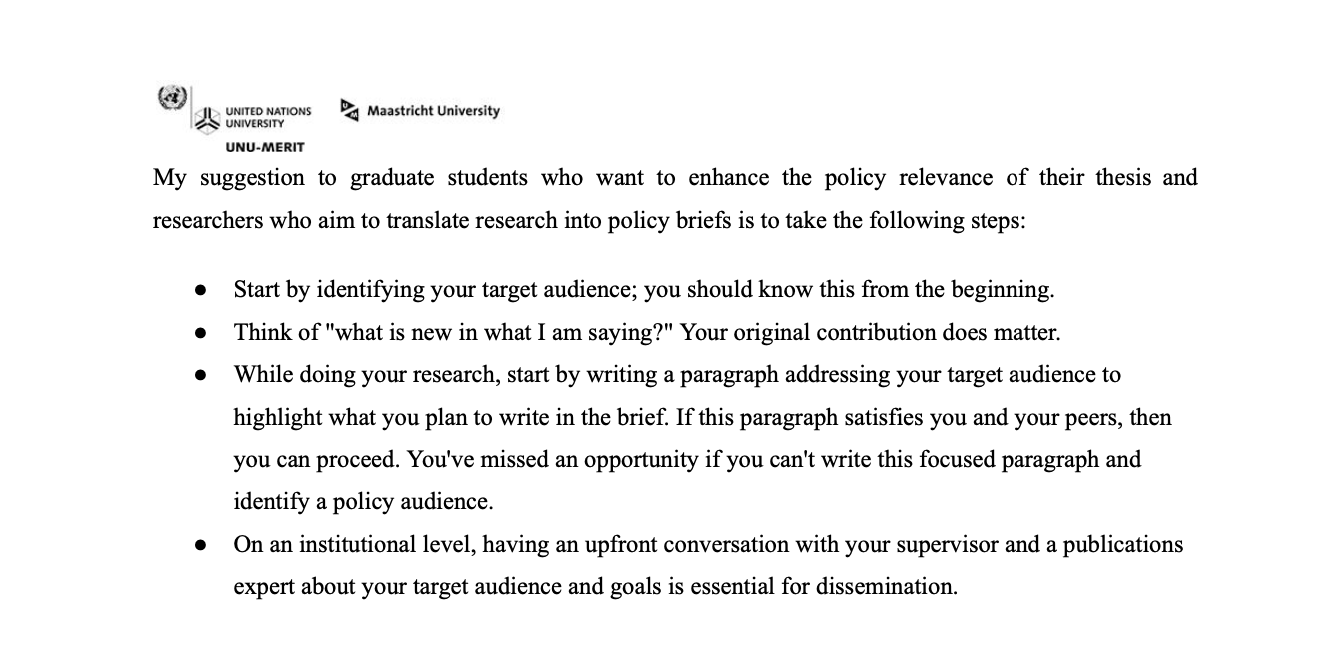 UNITED NATIONS
UNIVERSITY
UNU-MERIT
Maastricht University
My suggestion to graduate students who want to enhance the policy relevance of their thesis and
researchers who aim to translate research into policy briefs is to take the following steps:
● Start by identifying your target audience; you should know this from the beginning.
● Think of "what is new in what I am saying?" Your original contribution does matter.
● While doing your research, start by writing a paragraph addressing your target audience to
highlight what you plan to write in the brief. If this paragraph satisfies you and your peers, then
you can proceed. You've missed an opportunity if you can't write this focused paragraph and
identify a policy audience.
● On an institutional level, having an upfront conversation with your supervisor and a publications
expert about your target audience and goals is essential for dissemination.